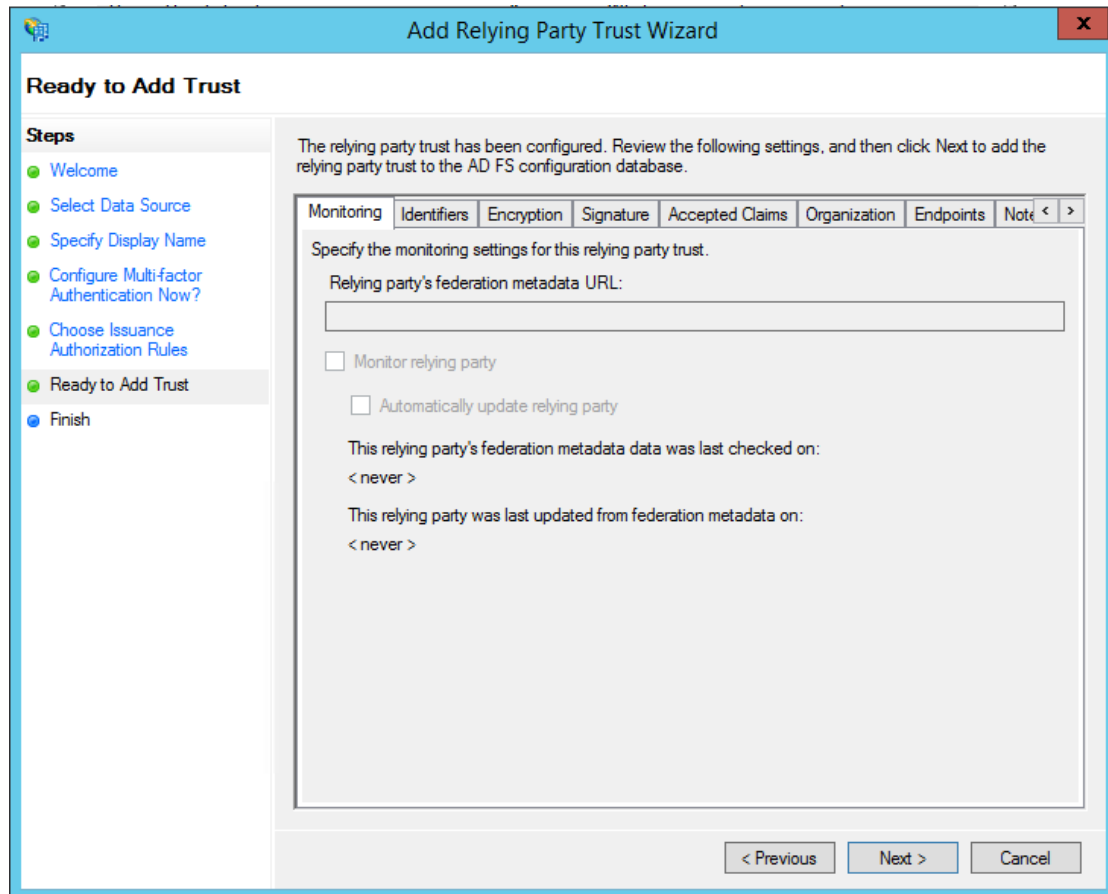 Add Relying Party Trust Wizard
x
Ready to Add Trust
Steps
Welcome
Select Data Source
Specify Display Name
Configure Multi-factor
Authentication Now?
Choose Issuance
Authorization Rules
Ready to Add Trust
Finish
The relying party trust has been configured. Review the following settings, and then click Next to add the
relying party trust to the AD FS configuration database.
Monitoring Identifiers Encryption Signature Accepted Claims Organization Endpoints Note < >
Specify the monitoring settings for this relying party trust.
Relying party's federation metadata URL:
Monitor relying party
Automatically update relying party
This relying party's federation metadata data was last checked on:
< never >
This relying party was last updated from federation metadata on:
< never >
< Previous Next > Cancel